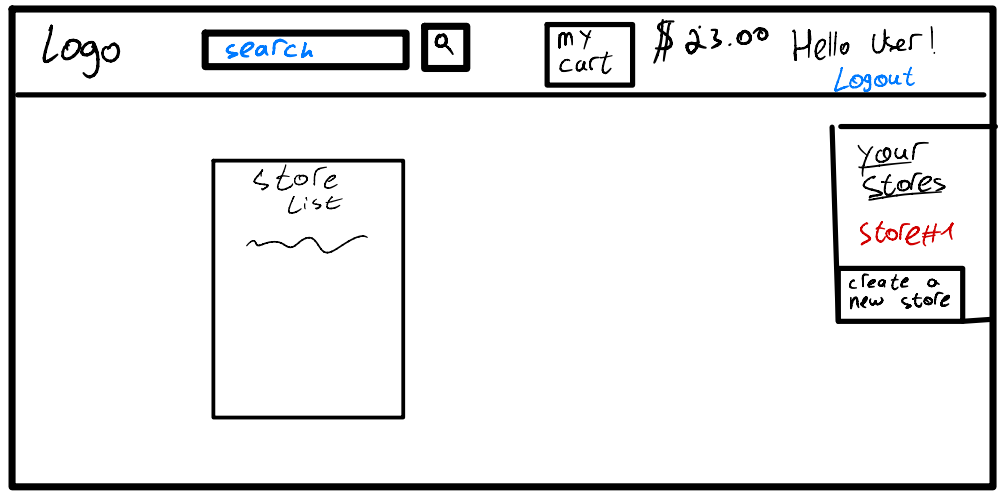 Logo
search
my
cart
$ 23.00
Hello User!
Logout
your
stores
store#1
create a
new store
store
List